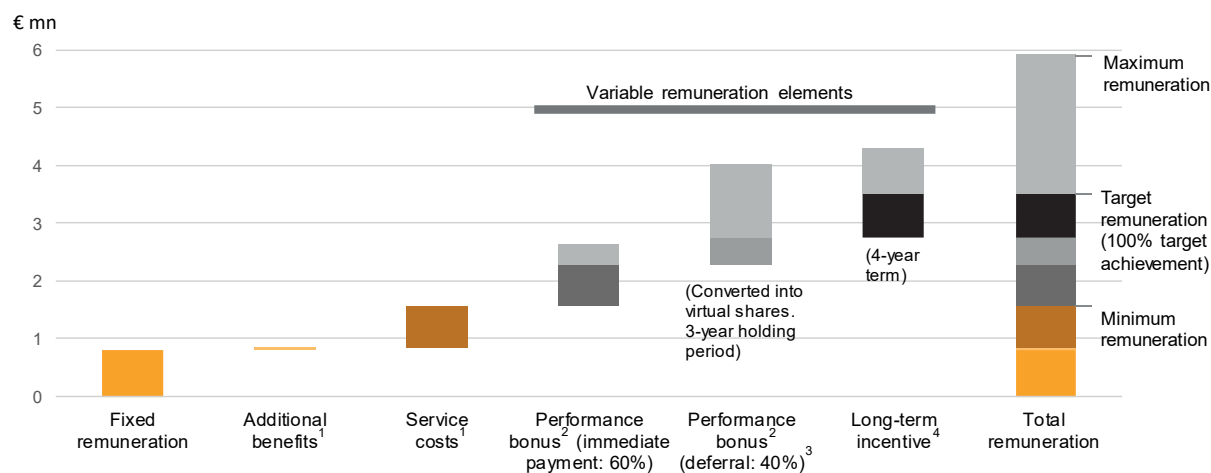 € mn
6
5
4
3
2
1
0
Variable remuneration elements
(Converted into
virtual shares.
3-year holding
period)
(4-year
term)
Maximum
remuneration
Target
remuneration
(100% target
achievement)
Minimum
remuneration
Fixed
remuneration
Additional
benefits1
Service
costs1
Performance
bonus2 (immediate
payment: 60%)
Performance
bonus2
(deferral: 40%)3
Long-term
incentive4
Total
remuneration